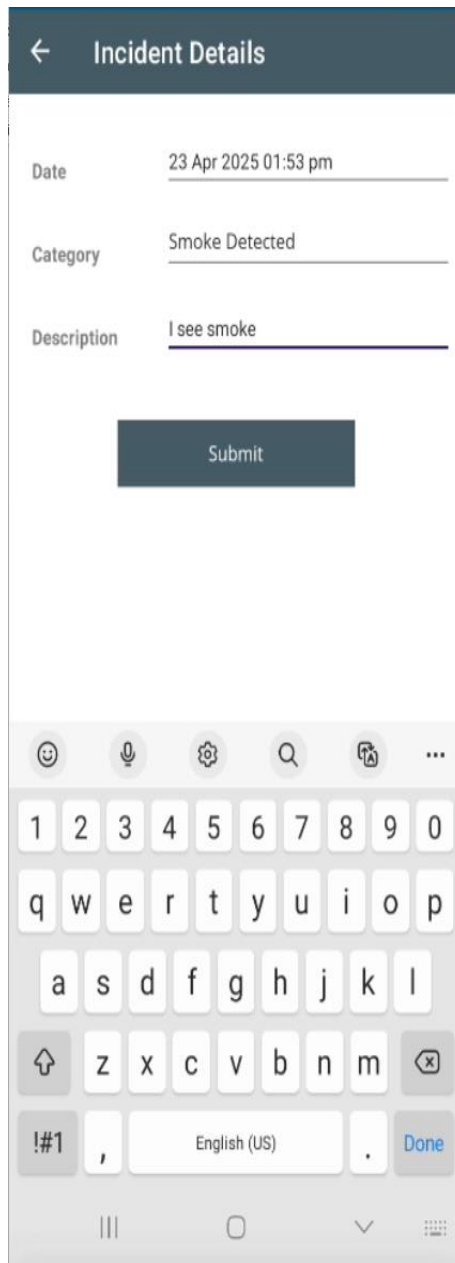 Incident Details
Date 23 Apr 2025 01:53 pm
Category Smoke Detected
Description I see smoke
Submit
1 2 3 4 5 6 7 8 9 0
q w e r t y u i o p
a s d f g h j k l
z x c v b n m
!#1 , English (US) . Done